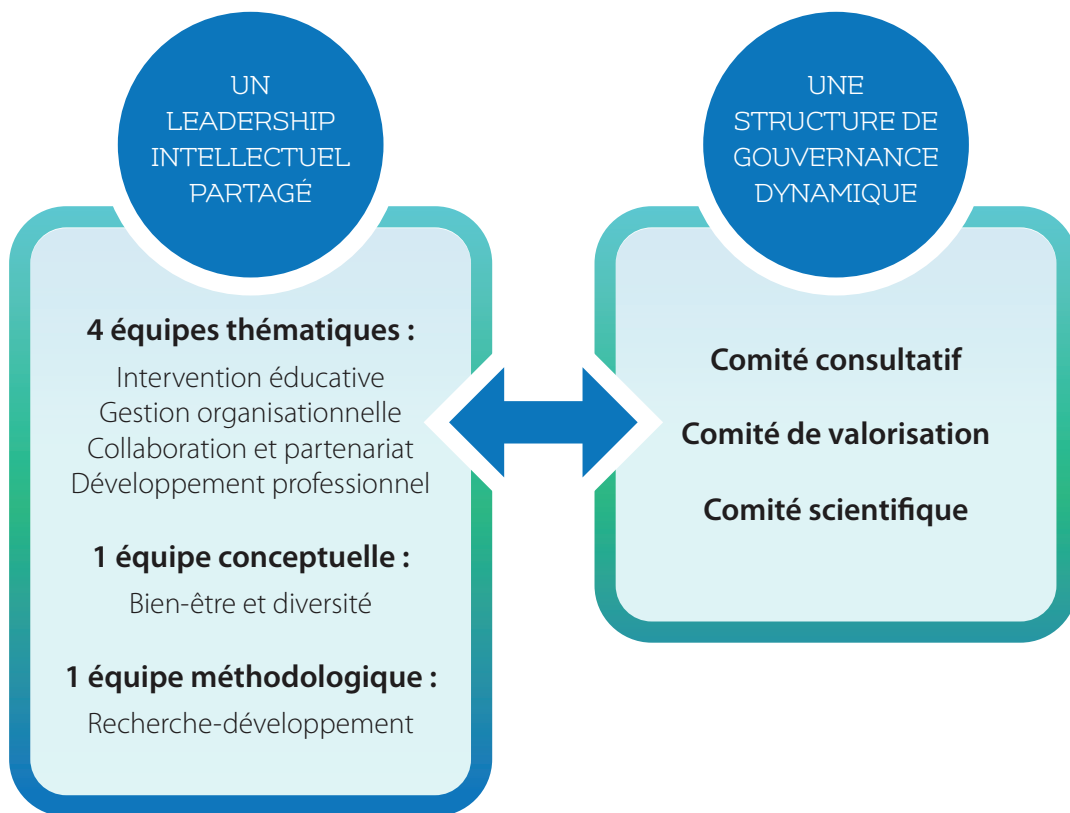 UN
LEADERSHIP
INTELLECTUEL
PARTAGÉ
4 équipes thématiques :
Intervention éducative
Gestion organisationnelle
Collaboration et partenariat
Développement professionnel
1 équipe conceptuelle :
Bien-être et diversité
1 équipe méthodologique :
Recherche-développement
UNE
STRUCTURE DE
GOUVERNANCE
DYNAMIQUE
Comité consultatif
Comité de valorisation
Comité scientifique